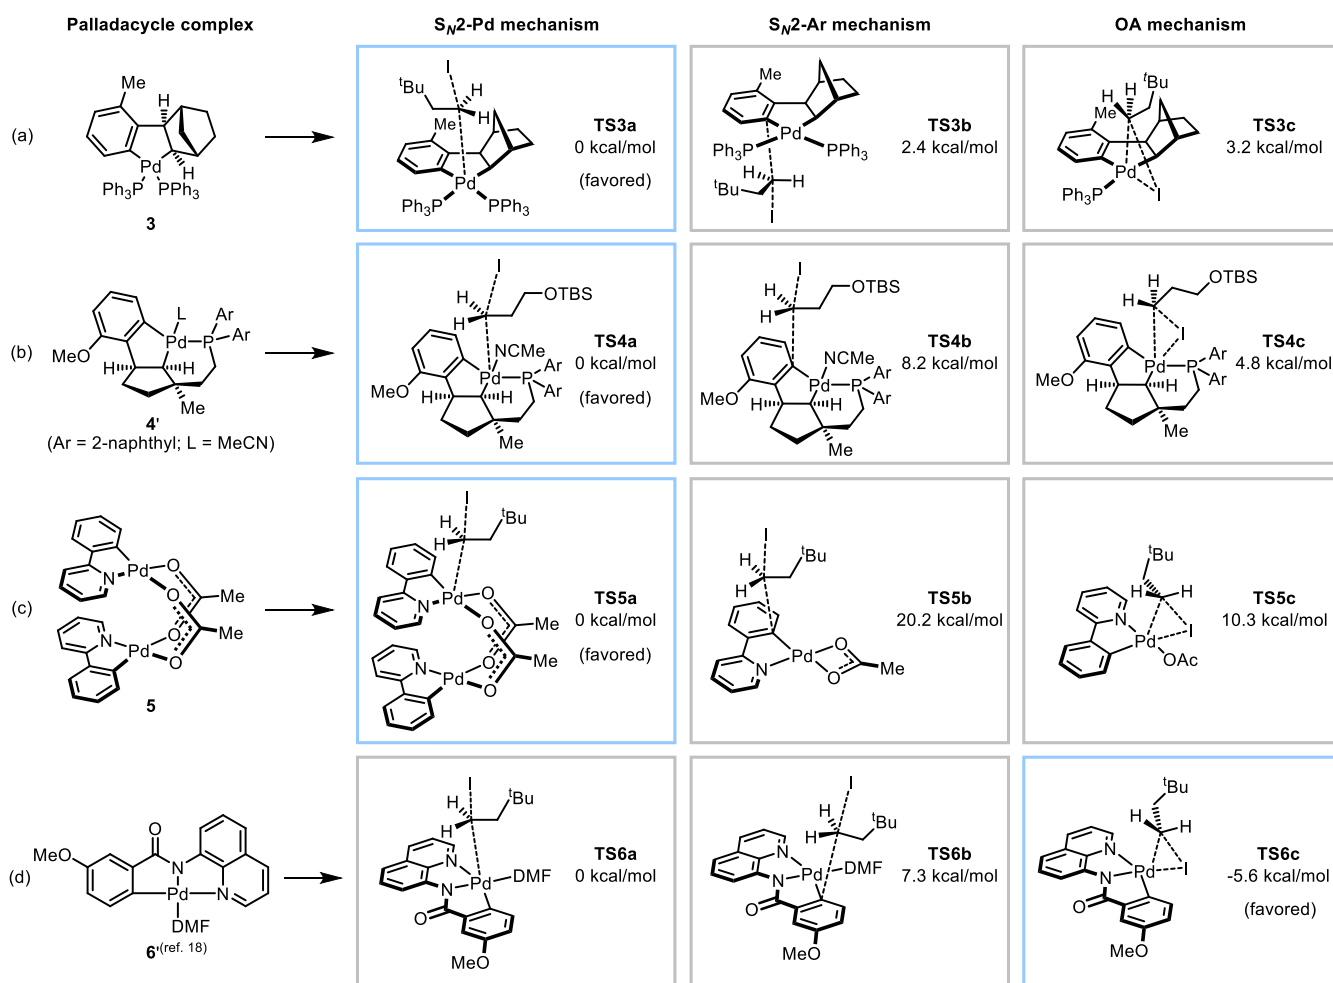 Palladacycle complex
SN2-Pd mechanism
SN2-Ar mechanism
OA mechanism
(a)
Me
H
H
Pd
Ph3P PPh3
3
I
tBu
H
H
Me
Pd
Ph3P PPh3
TS3a
0 kcal/mol
(favored)
Me
Pd
Ph3P PPh3
H
H
tBu
I
TS3b
2.4 kcal/mol
tBu
H H
Me
Pd
Ph3P
I
TS3c
3.2 kcal/mol
(b)
L
Ar
Pd P Ar
MeO
H H
Me
4'
(Ar = 2-naphthyl; L = MeCN)
I
H
H
OTBS
NCMe
Pd P Ar
Ar
MeO
H H
Me
TS4a
0 kcal/mol
(favored)
I
H
H
OTBS
NCMe
Pd P Ar
Ar
MeO
H H
Me
TS4b
8.2 kcal/mol
H
H
OTBS
I
Pd P Ar
Ar
MeO
H H
Me
TS4c
4.8 kcal/mol
(c)
N Pd O
O Me
O Me
N Pd O
5
I
H
H
tBu
N Pd O
O Me
O Me
N Pd O
TS5a
0 kcal/mol
(favored)
I
H
H
tBu
N Pd O
O Me
TS5b
20.2 kcal/mol
tBu
H H
N
Pd I
OAc
TS5c
10.3 kcal/mol
(d)
O
MeO
N
Pd N
DMF
6'(ref. 18)
I
H
H
tBu
N
N Pd DMF
O
MeO
TS6a
0 kcal/mol
I
H
H
tBu
N
N Pd DMF
O
MeO
TS6b
7.3 kcal/mol
tBu
H H
N
N Pd I
O
MeO
TS6c
-5.6 kcal/mol
(favored)